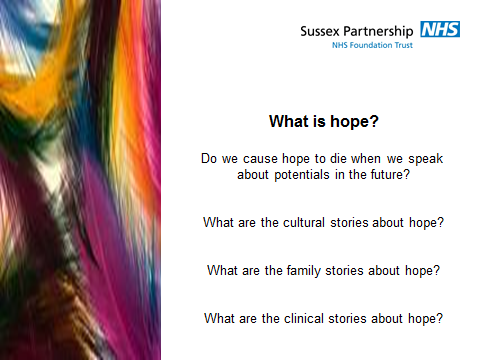 Sussex Partnership NHS
NHS Foundation Trust
What is hope?
Do we cause hope to die when we speak
about potentials in the future?
What are the cultural stories about hope?
What are the family stories about hope?
What are the clinical stories about hope?